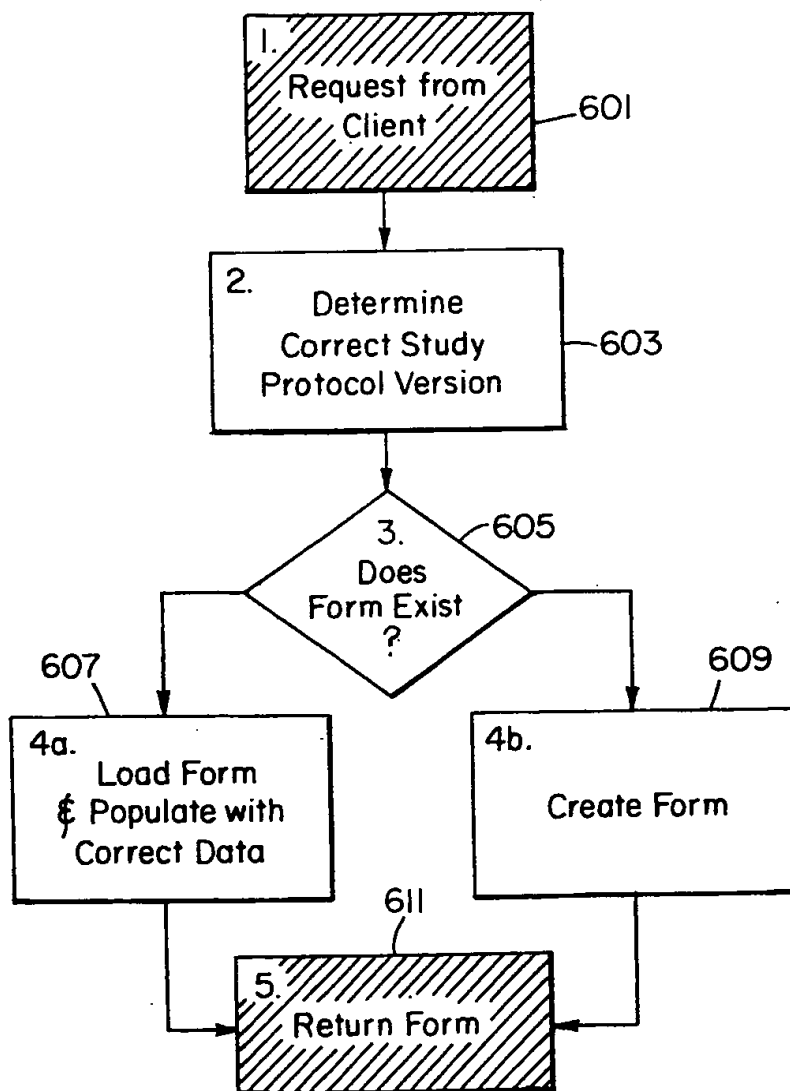 1.
Request from
Client
601
2.
Determine
Correct Study
Protocol Version
603
3.
Does
Form Exist
?
605
607
4a.
Load Form
& Populate with
Correct Data
609
4b.
Create Form
611
5.
Return Form